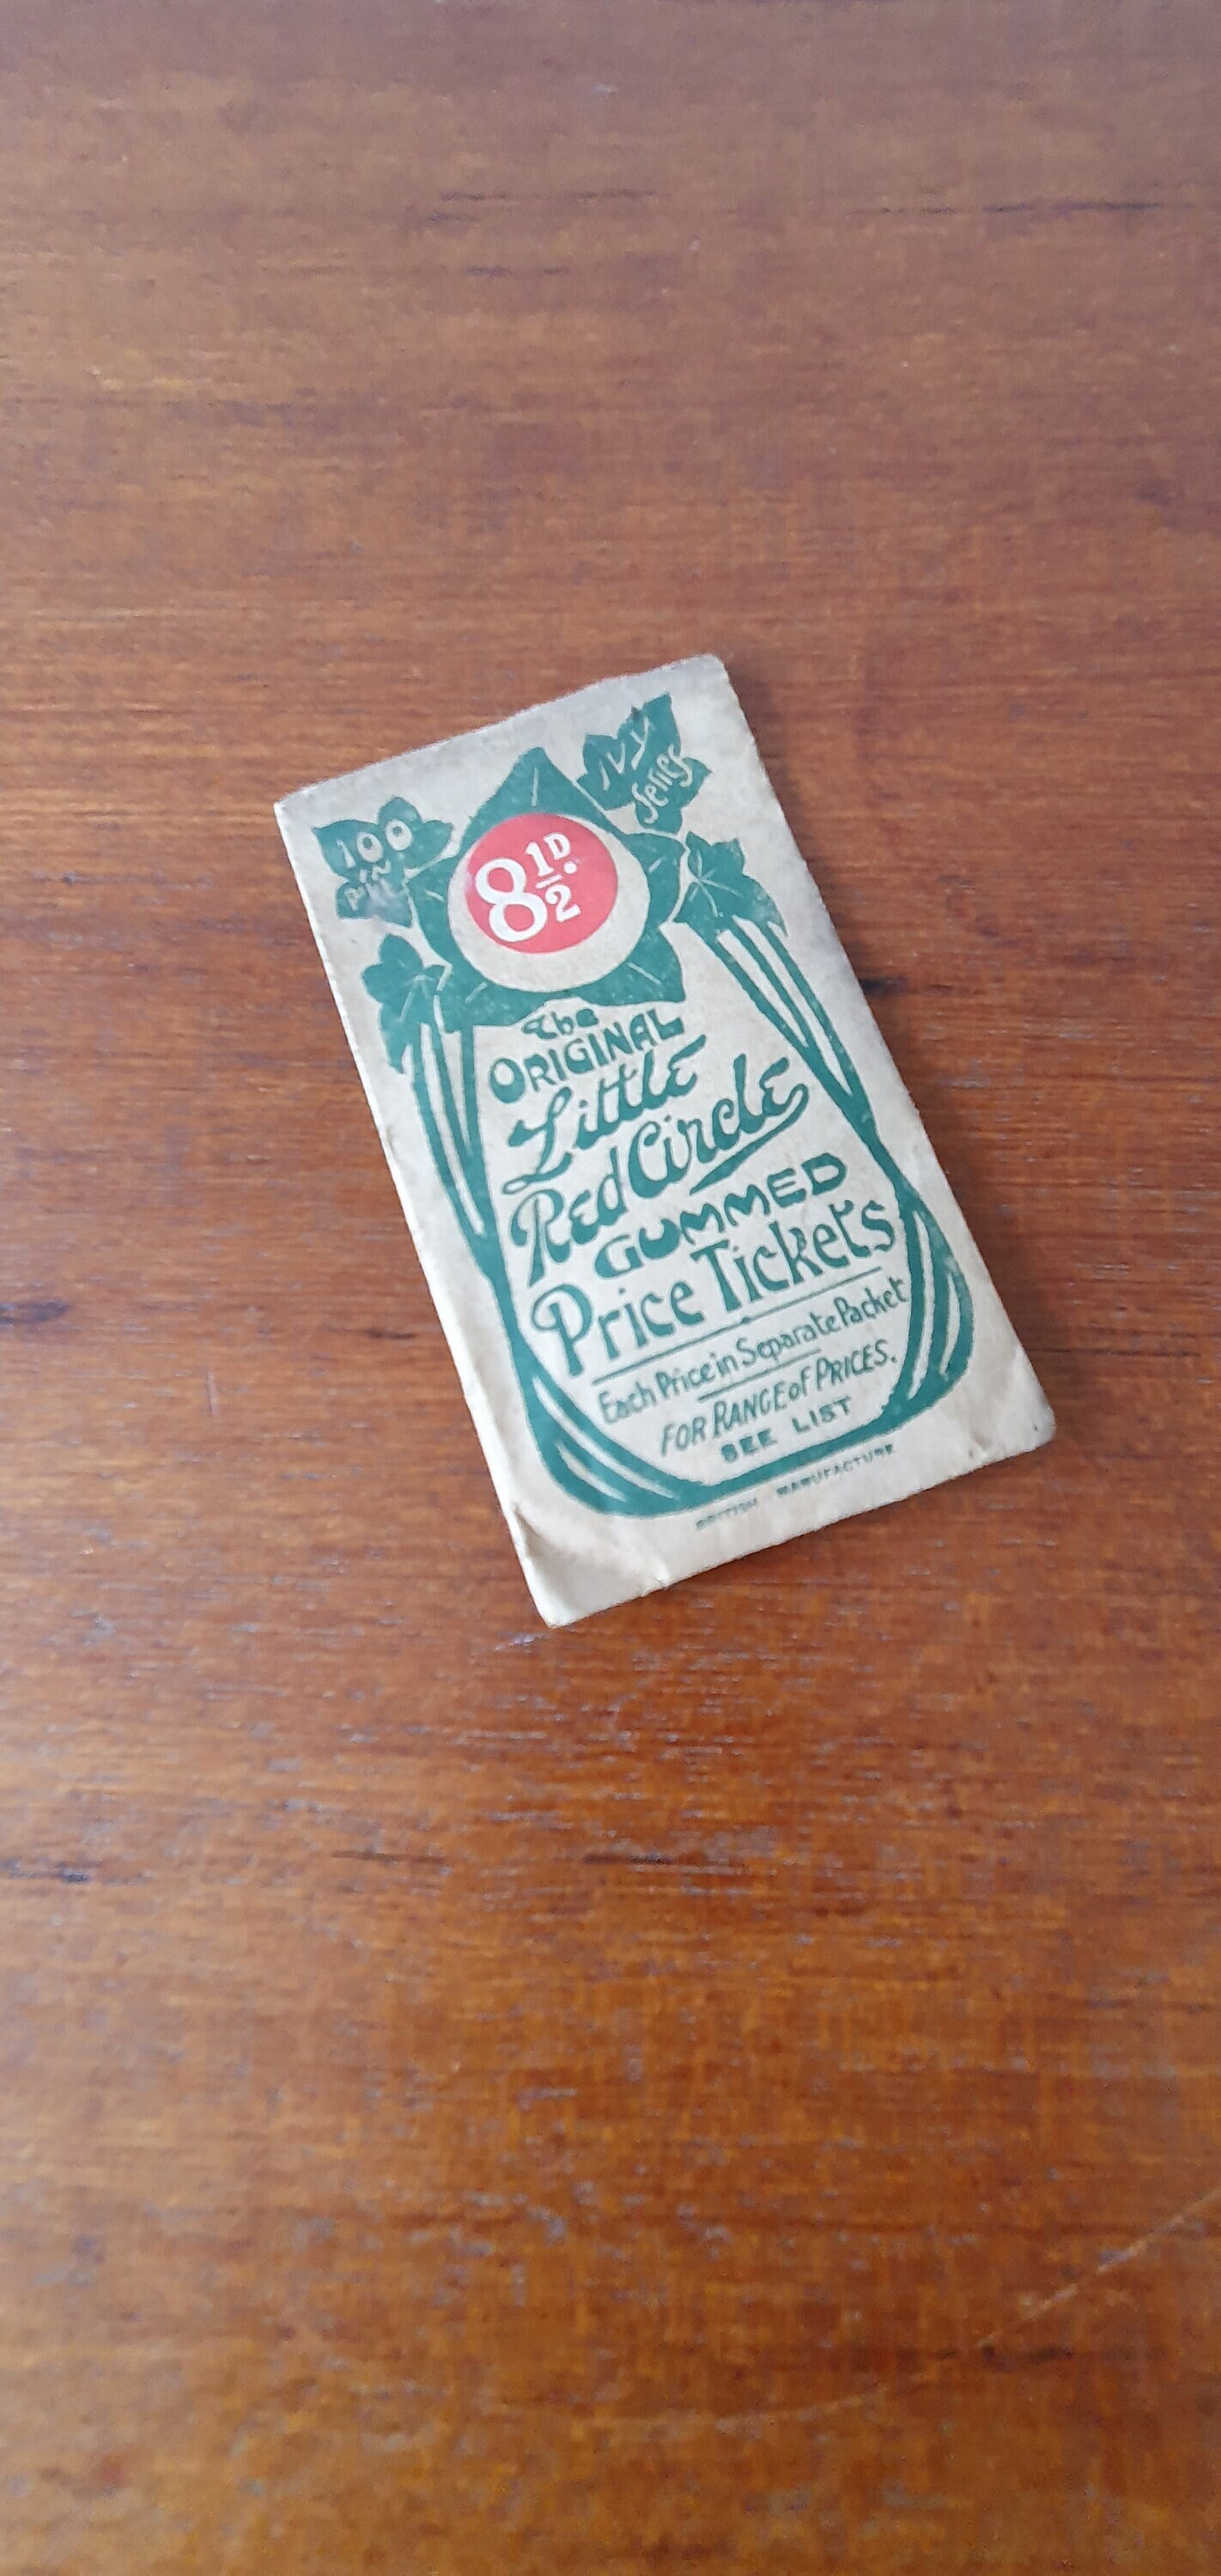 IVY
Series
100
IN
8½D.
The
ORIGINAL
Little
Red Circle
GUMMED
Price Tickets
Each Price in Separate Packet
FOR RANGE of PRICES.
SEE LIST
BRITISH MANUFACTURE